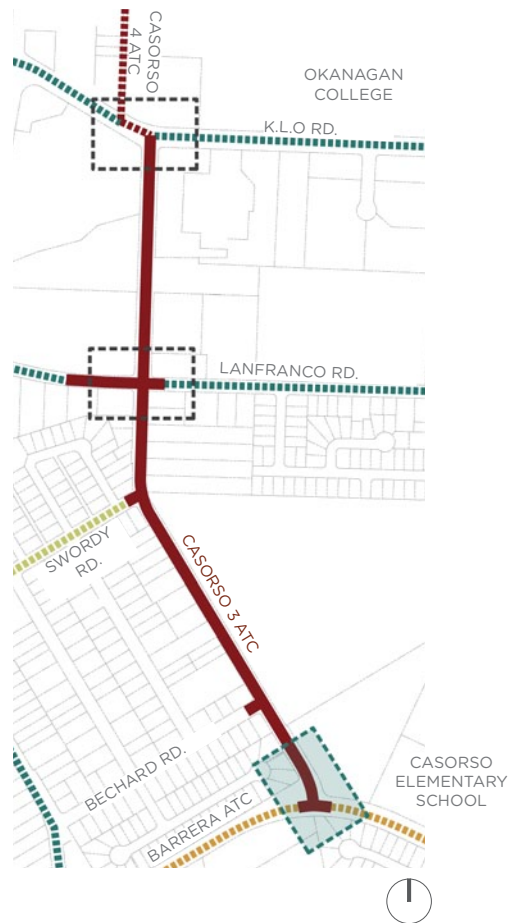 CASORSO
4 ATC
OKANAGAN
COLLEGE
K.L.O RD.
LANFRANCO RD.
SWORDY
RD.
CASORSO 3 ATC
BECHARD RD.
BARRERA ATC
CASORSO
ELEMENTARY
SCHOOL